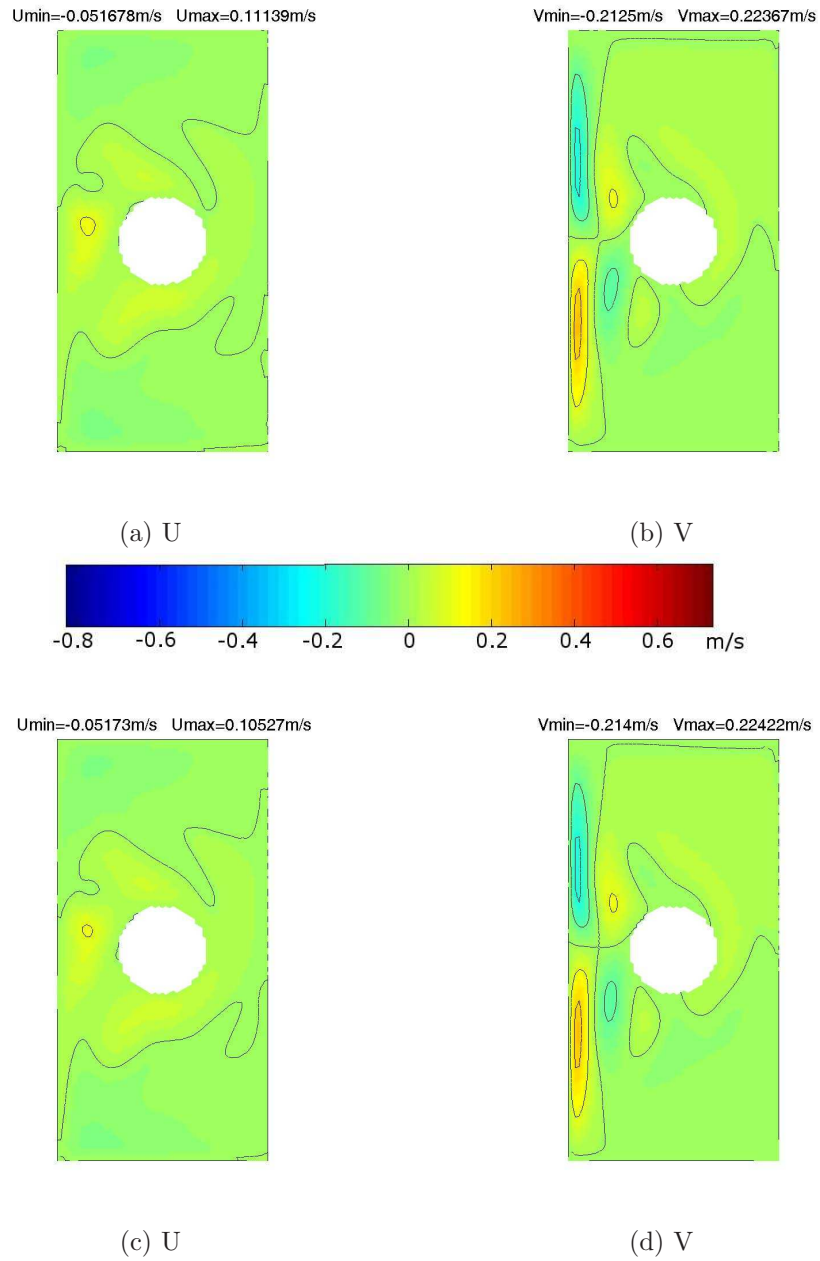 Umin=-0.051678m/s Umax=0.11139m/s
Vmin=-0.2125m/s Vmax=0.22367m/s
(a) U
(b) V
-0.8 -0.6 -0.4 -0.2 0 0.2 0.4 0.6 m/s
Umin=-0.05173m/s Umax=0.10527m/s
Vmin=-0.214m/s Vmax=0.22422m/s
(c) U
(d) V